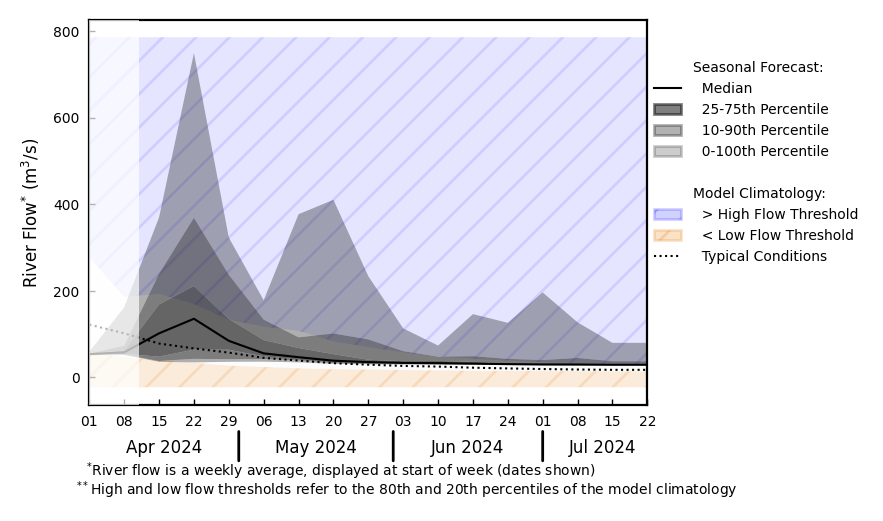 800
600
400
200
0
River Flow* (m³/s)
01 08 15 22 29 06 13 20 27 03 10 17 24 01 08 15 22
Apr 2024 May 2024 Jun 2024 Jul 2024
*River flow is a weekly average, displayed at start of week (dates shown)
**High and low flow thresholds refer to the 80th and 20th percentiles of the model climatology
Seasonal Forecast:
Median
25-75th Percentile
10-90th Percentile
0-100th Percentile
Model Climatology:
> High Flow Threshold
< Low Flow Threshold
Typical Conditions